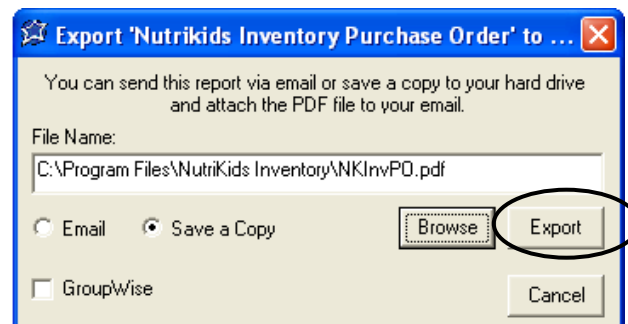 Export 'Nutrikids Inventory Purchase Order' to ...
You can send this report via email or save a copy to your hard drive
and attach the PDF file to your email.
File Name:
C:\Program Files\NutriKids Inventory\NKInvPO.pdf
Email Save a Copy Browse Export
GroupWise Cancel